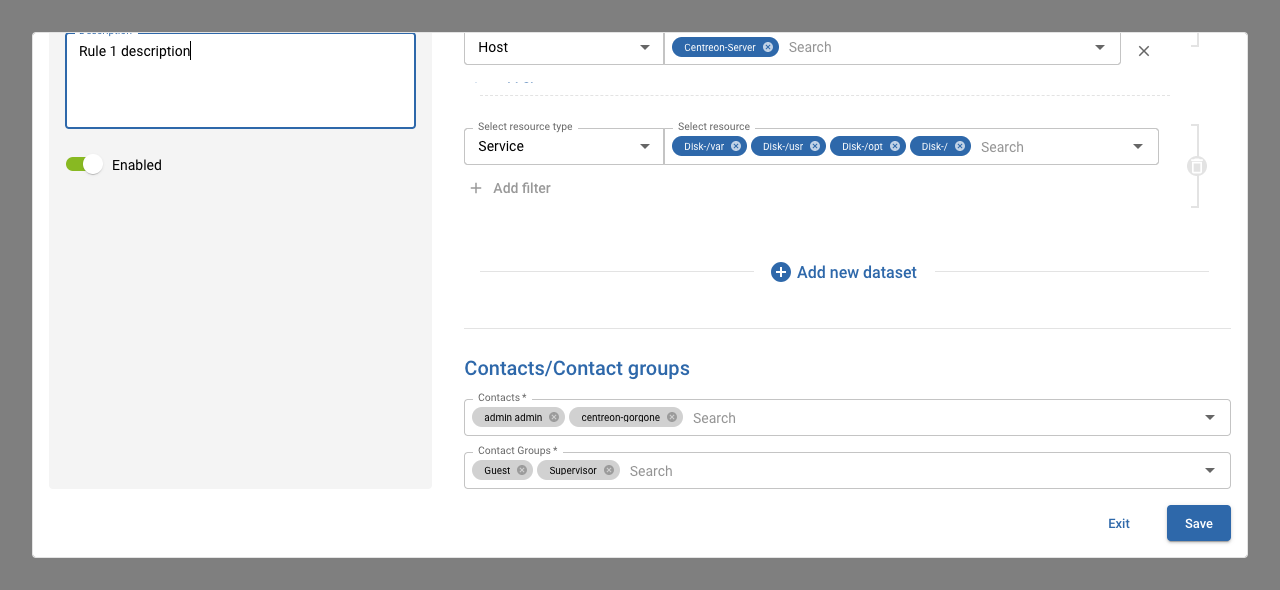 Description
Rule 1 description
Enabled
Host
Centreon-Server
Search
Select resource type
Select resource
Service
Disk-/var
Disk-/usr
Disk-/opt
Disk-/
Search
Add filter
Add new dataset
Contacts/Contact groups
Contacts *
admin admin
centreon-gorgone
Search
Contact Groups *
Guest
Supervisor
Search
Exit
Save